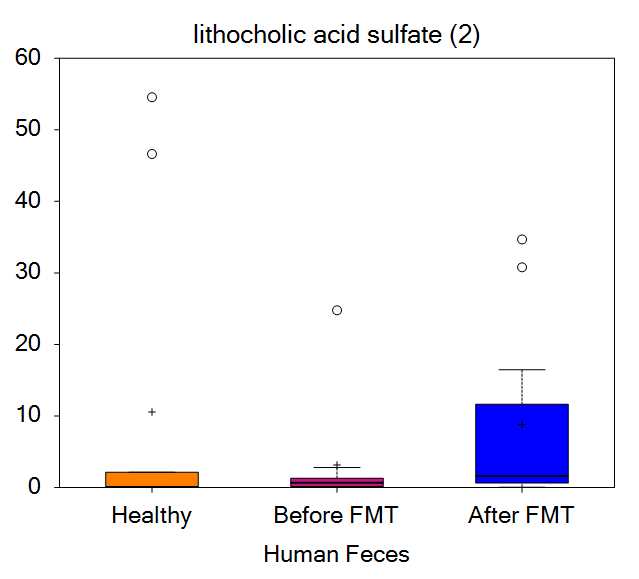 lithocholic acid sulfate (2)
60
50
40
30
20
10
0
Healthy Before FMT After FMT
Human Feces